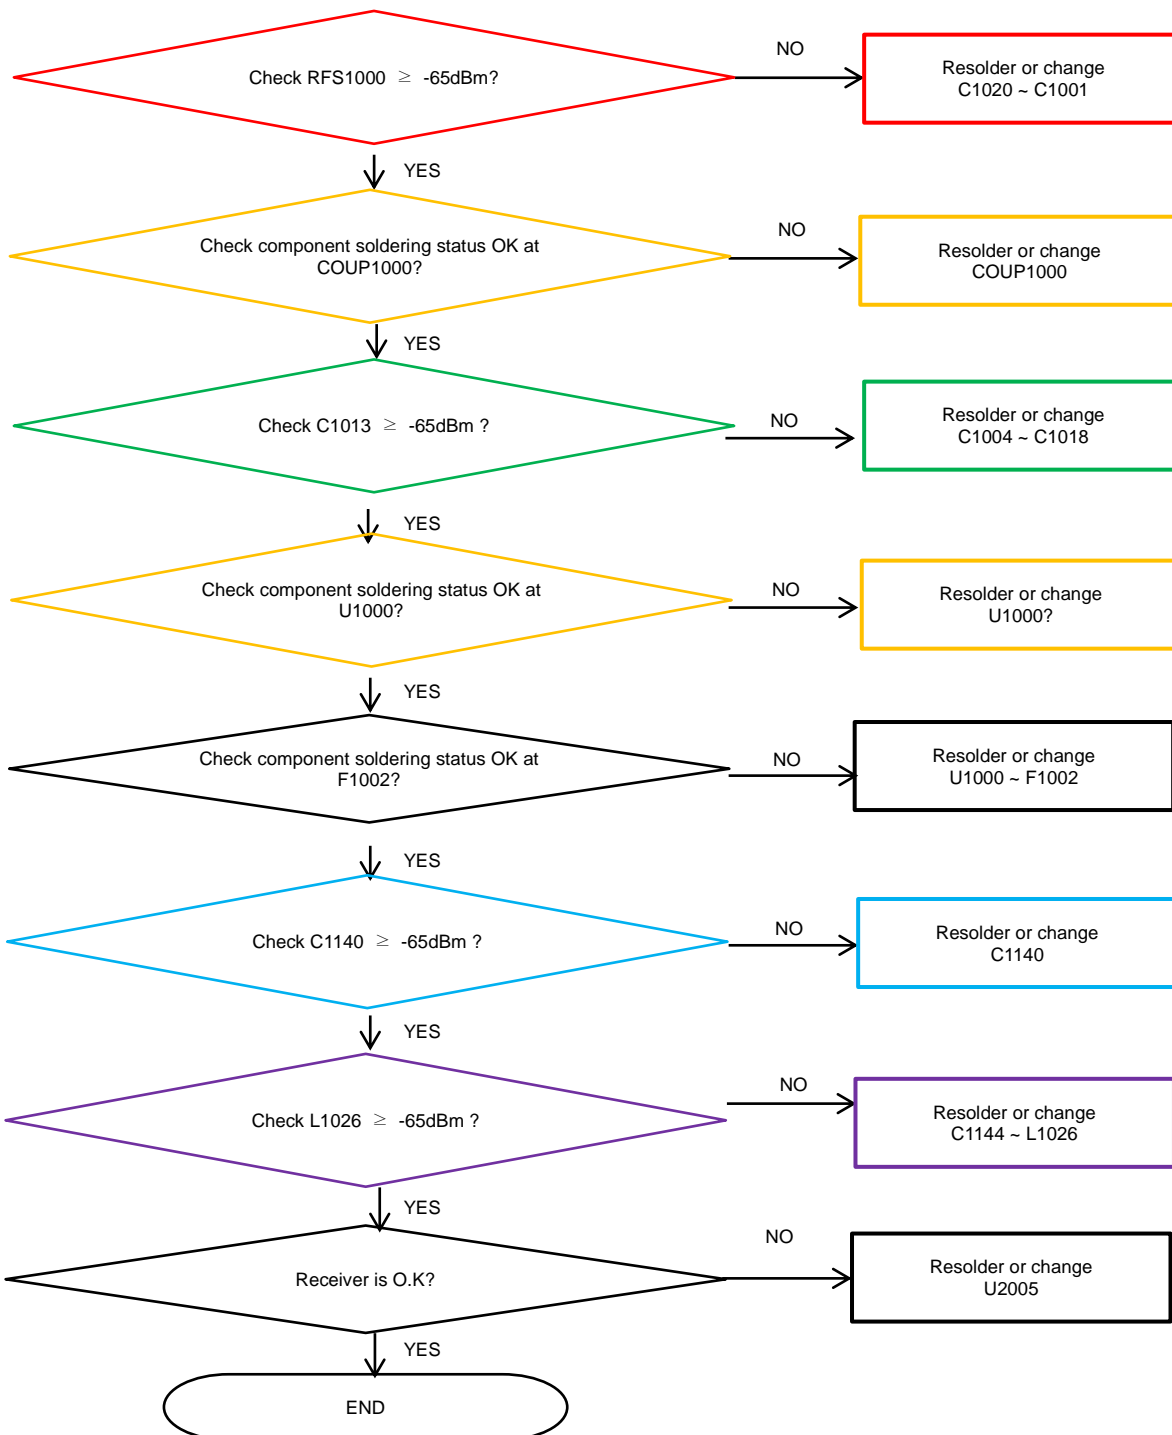 Check RFS1000 ≥ -65dBm?
NO
Resolder or change
C1020 ~ C1001
YES
Check component soldering status OK at
COUP1000?
NO
Resolder or change
COUP1000
YES
Check C1013 ≥ -65dBm ?
NO
Resolder or change
C1004 ~ C1018
YES
Check component soldering status OK at
U1000?
NO
Resolder or change
U1000?
YES
Check component soldering status OK at
F1002?
NO
Resolder or change
U1000 ~ F1002
YES
Check C1140 ≥ -65dBm ?
NO
Resolder or change
C1140
YES
Check L1026 ≥ -65dBm ?
NO
Resolder or change
C1144 ~ L1026
YES
Receiver is O.K?
NO
Resolder or change
U2005
YES
END